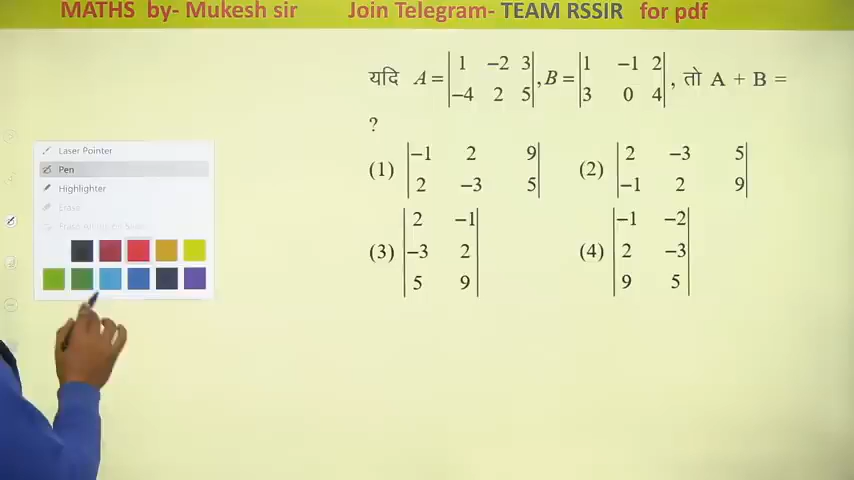 MATHS by- Mukesh sir Join Telegram- TEAM RSSIR for pdf
यदि A = |1 −2 3| , B = |1 −1 2| , तो A + B =
|−4 2 5| |3 0 4|
?
(1) |−1 2 9| (2) |2 −3 5|
|2 −3 5| |−1 2 9|
(3) |2 −1| (4) |−1 −2|
|−3 2| |2 −3|
|5 9| |9 5|
Laser Pointer
Pen
Highlighter
Erase